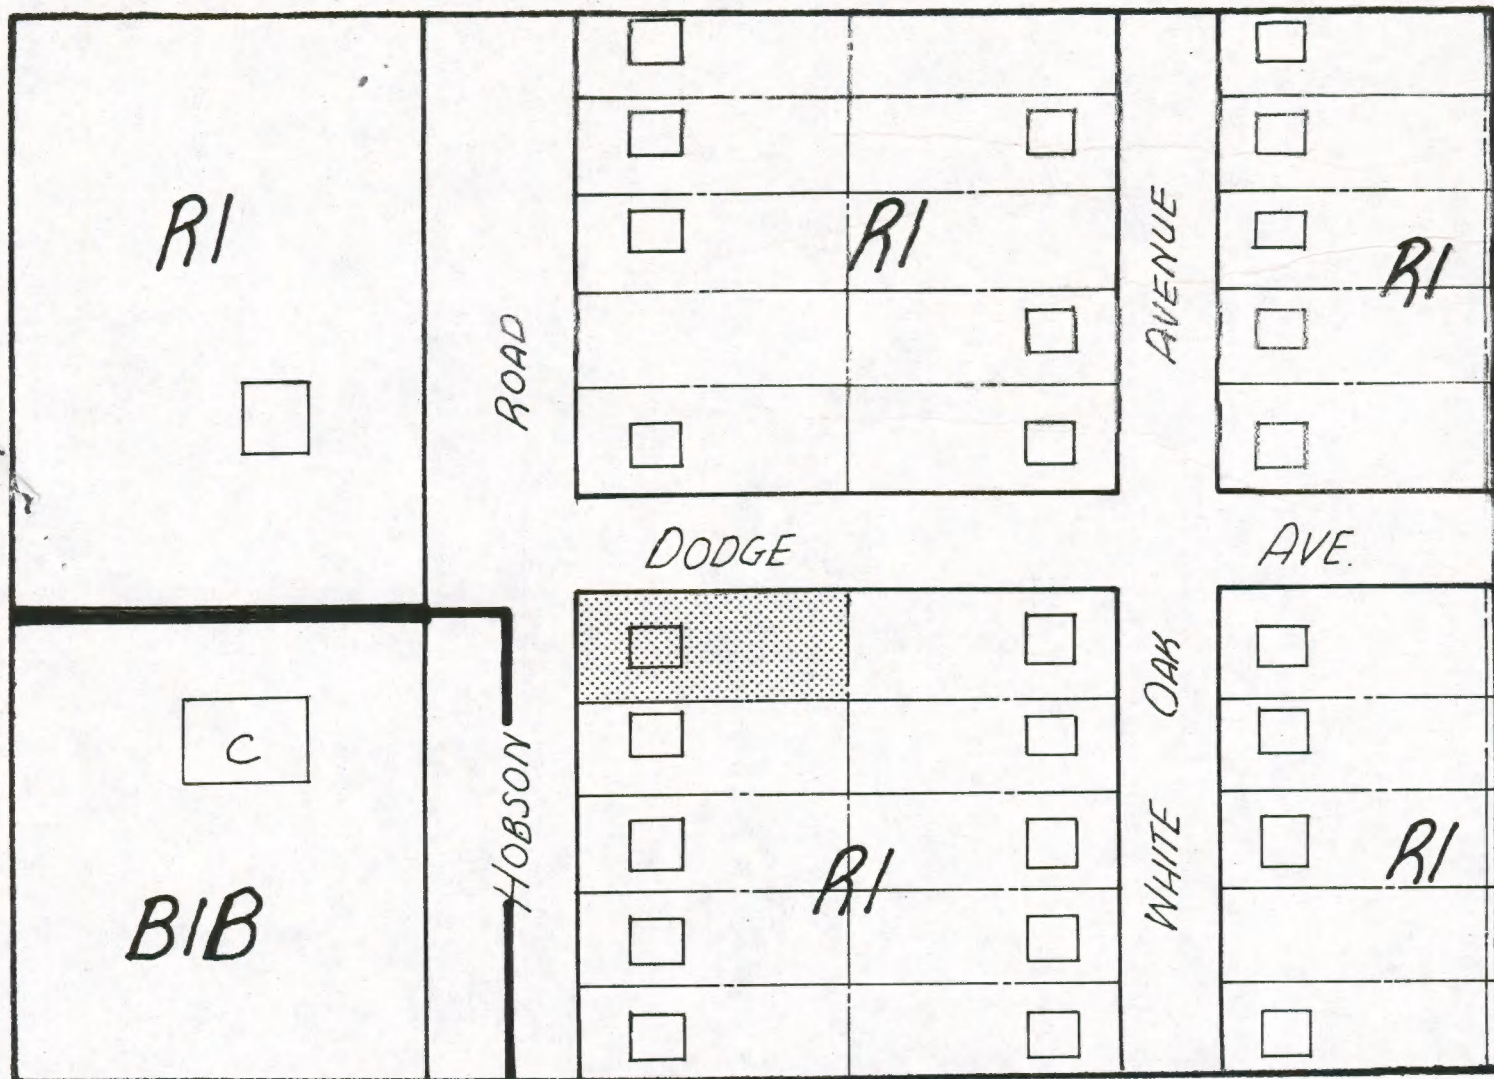 R1
R1
R1
ROAD
AVENUE
DODGE
AVE.
C
B1B
HOBSON
R1
WHITE OAK
R1